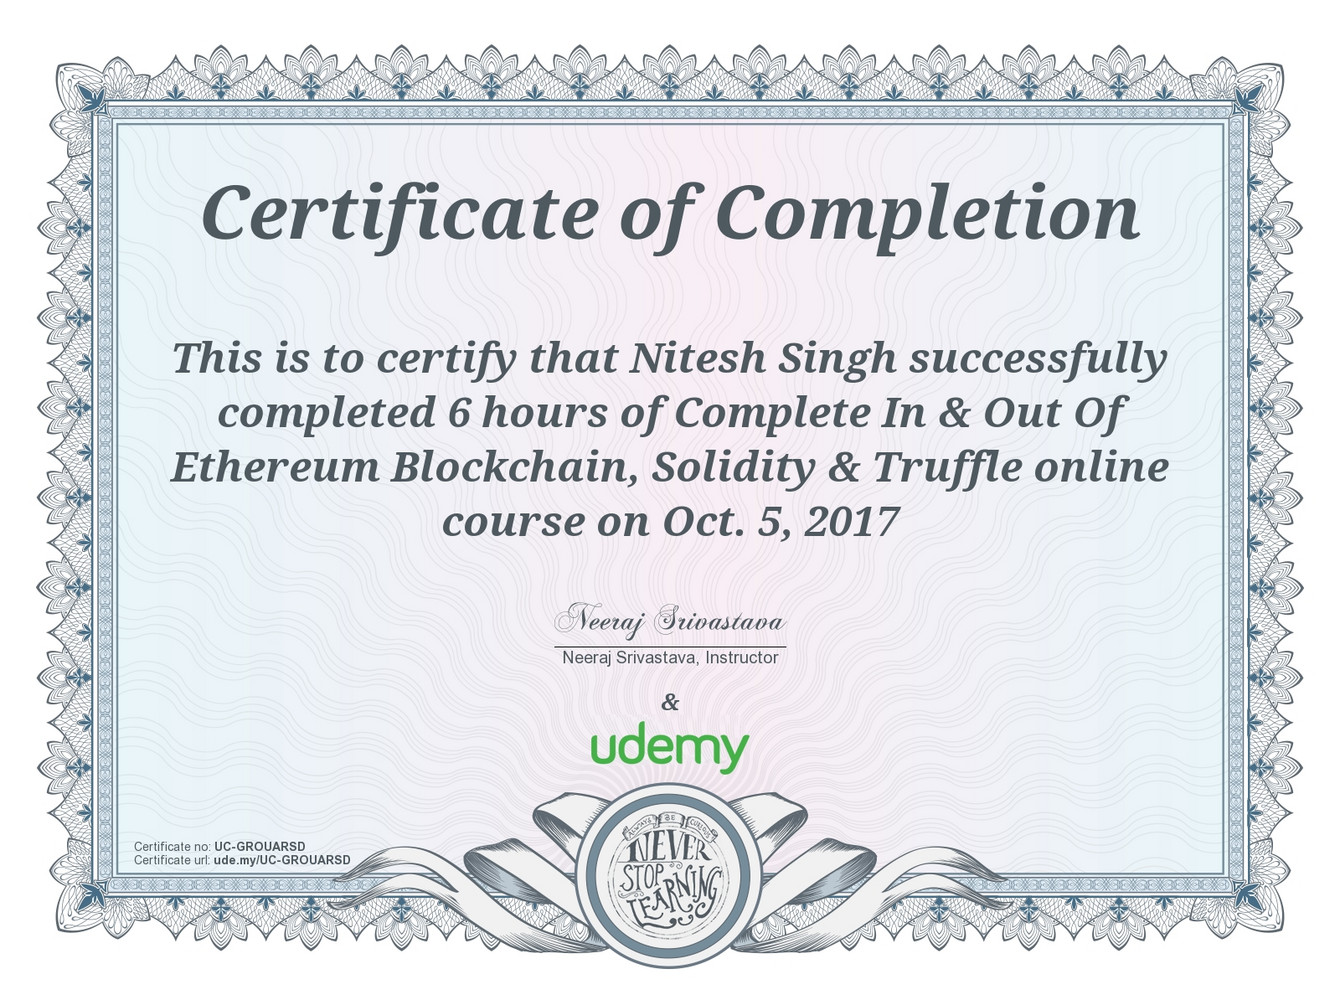 Certificate of Completion
This is to certify that Nitesh Singh successfully
completed 6 hours of Complete In & Out Of
Ethereum Blockchain, Solidity & Truffle online
course on Oct. 5, 2017
Neeraj Srivastava
Neeraj Srivastava, Instructor
&
udemy
Certificate no: UC-GROUARSD
Certificate url: ude.my/UC-GROUARSD
ALWAYS BE CURIOUS
NEVER
STOP
LEARNING